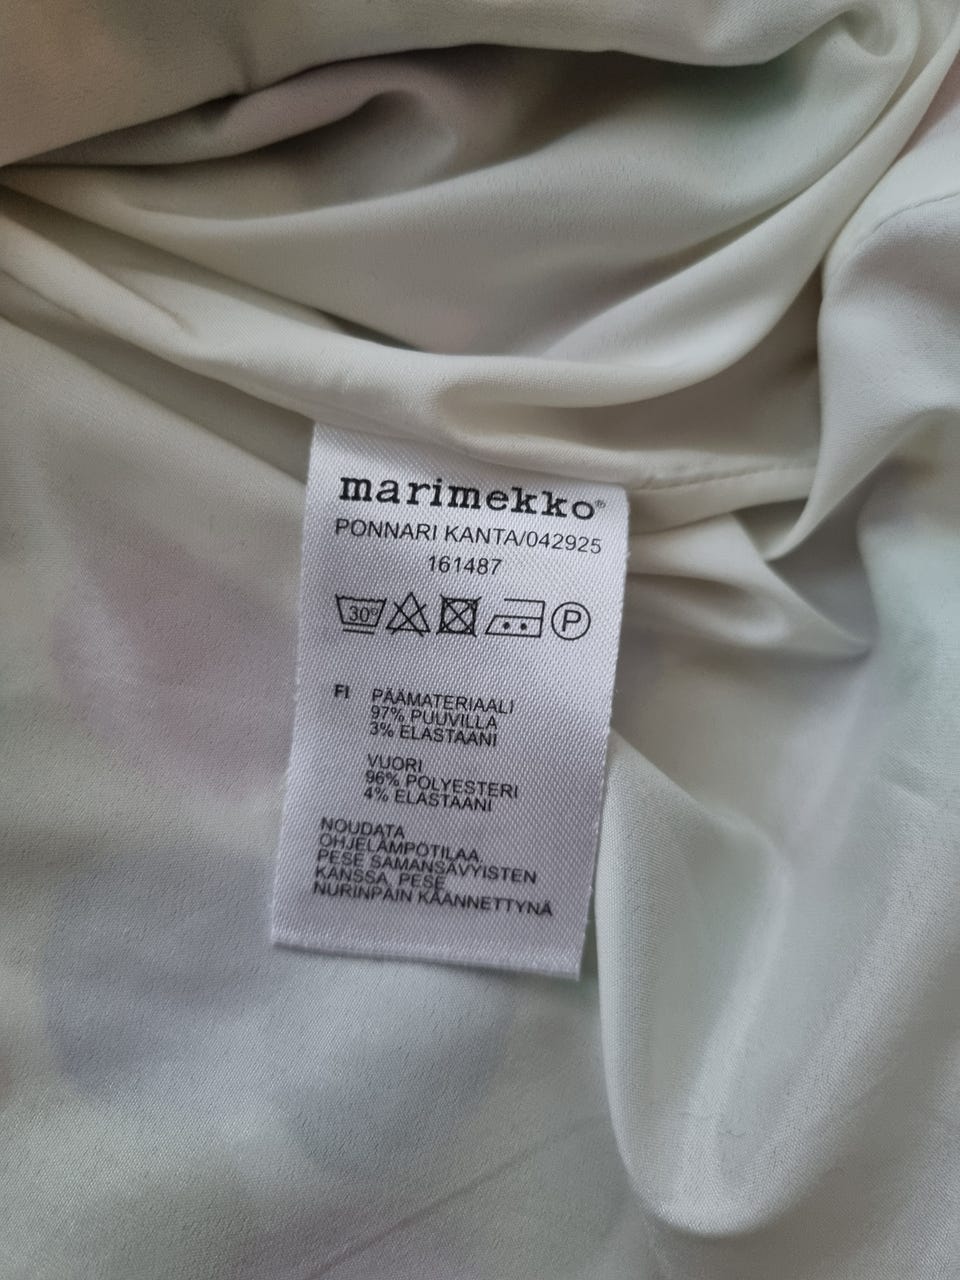 marimekko®
PONNARI KANTA/042925
161487
30° P
FI PÄÄMATERIAALI
97% PUUVILLA
3% ELASTAANI
VUORI
96% POLYESTERI
4% ELASTAANI
NOUDATA
OHJELÄMPÖTILAA
PESE SAMANSÄVYISTEN
KANSSA, PESE
NURINPÄIN KÄÄNNETTYNÄ